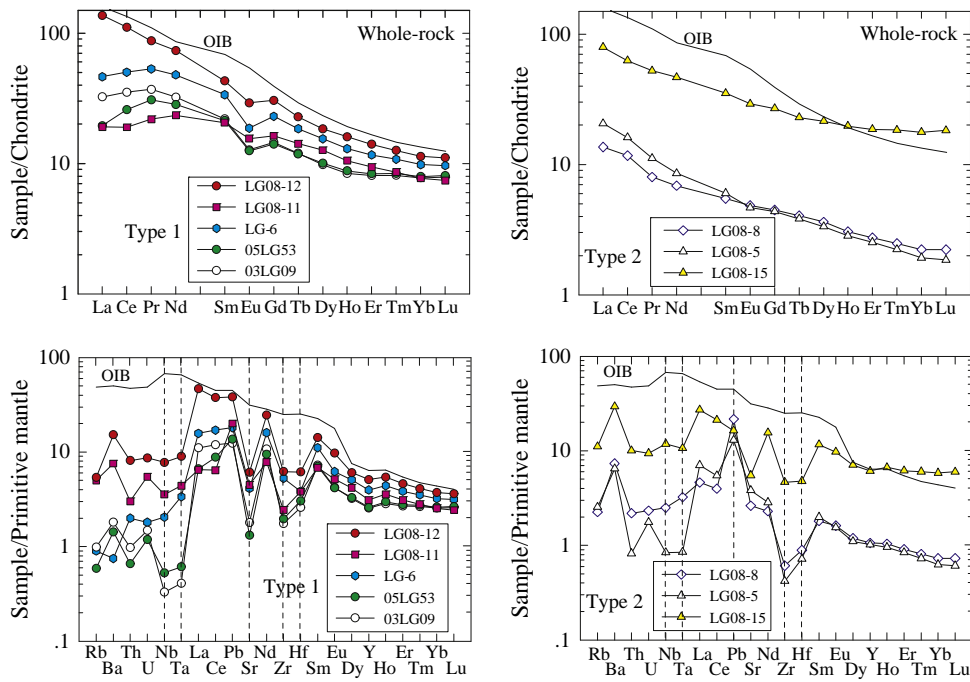 Sample/Chondrite
100
10
1
OIB
Whole-rock
Type 1
LG08-12
LG08-11
LG-6
05LG53
03LG09
La Ce Pr Nd Sm Eu Gd Tb Dy Ho Er Tm Yb Lu
Sample/Chondrite
100
10
1
OIB
Whole-rock
Type 2
LG08-8
LG08-5
LG08-15
La Ce Pr Nd Sm Eu Gd Tb Dy Ho Er Tm Yb Lu
Sample/Primitive mantle
100
10
1
.1
OIB
LG08-12
LG08-11
LG-6
05LG53
03LG09
Type 1
Rb Th Nb La Pb Nd Hf Eu Y Er Yb
Ba U Ta Ce Sr Zr Sm Dy Ho Tm Lu
Sample/Primitive mantle
100
10
1
.1
OIB
LG08-8
LG08-5
LG08-15
Type 2
Rb Th Nb La Pb Nd Hf Eu Y Er Yb
Ba U Ta Ce Sr Zr Sm Dy Ho Tm Lu